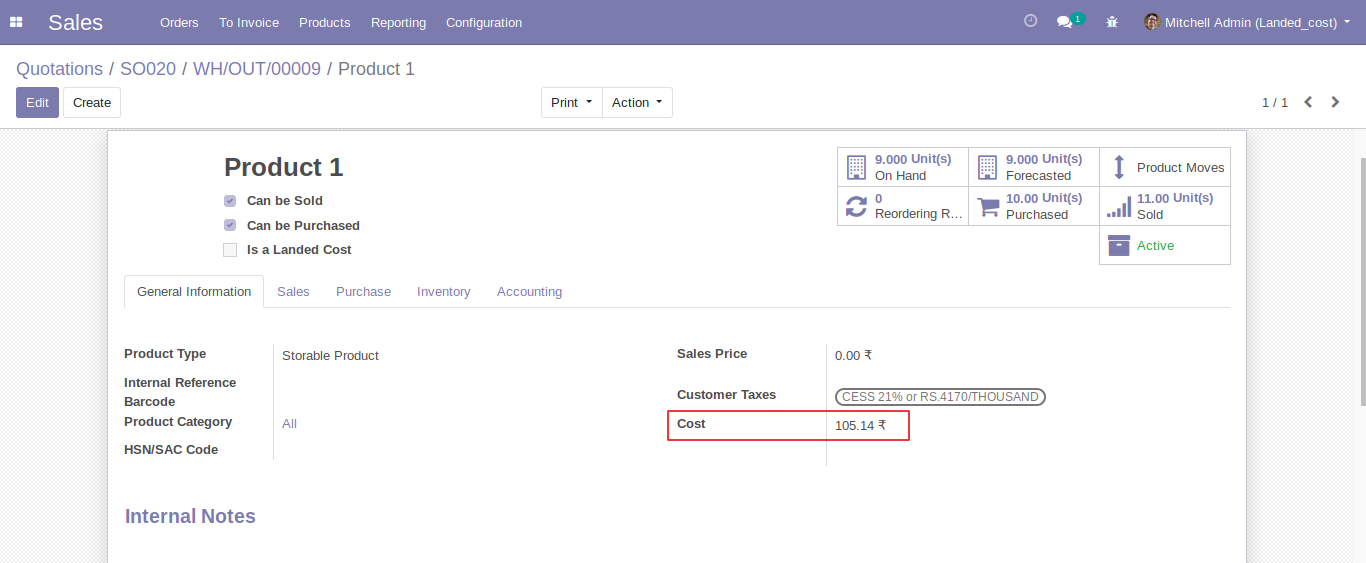 Sales Orders To Invoice Products Reporting Configuration 1 Mitchell Admin (Landed_cost)
Quotations / SO020 / WH/OUT/00009 / Product 1
Edit Create Print Action 1 / 1
Product 1
Can be Sold
Can be Purchased
Is a Landed Cost
9.000 Unit(s)
On Hand
9.000 Unit(s)
Forecasted
Product Moves
0
Reordering R...
10.00 Unit(s)
Purchased
11.00 Unit(s)
Sold
Active
General Information Sales Purchase Inventory Accounting
Product Type Storable Product
Internal Reference
Barcode
Product Category All
HSN/SAC Code
Sales Price 0.00 ₹
Customer Taxes CESS 21% or RS.4170/THOUSAND
Cost 105.14 ₹
Internal Notes